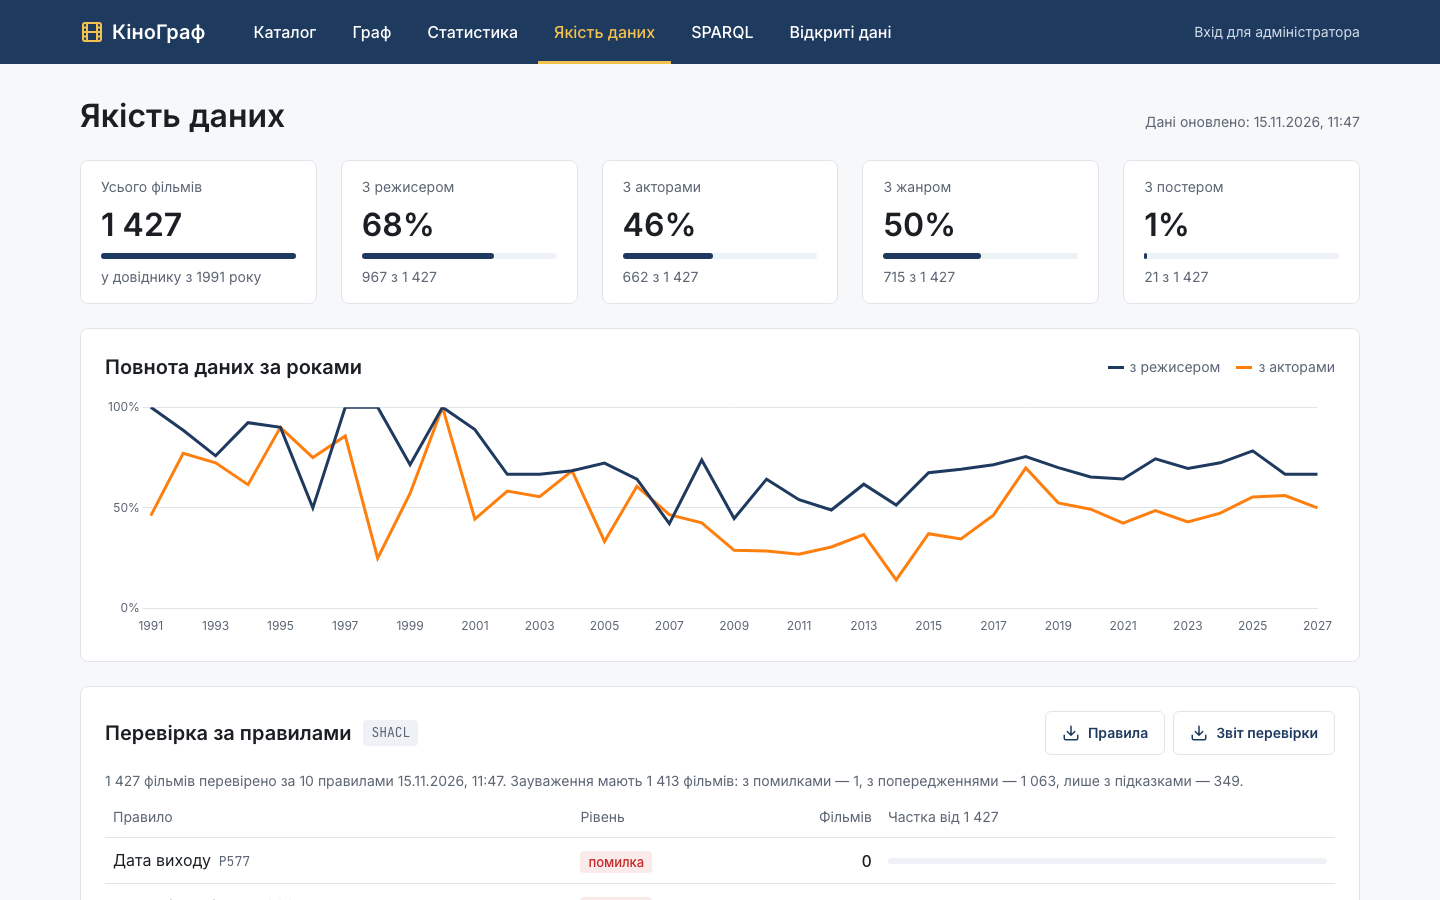 КіноГраф
Каталог
Граф
Статистика
Якість даних
SPARQL
Відкриті дані
Вхід для адміністратора
Якість даних
Дані оновлено: 15.11.2026, 11:47
Усього фільмів
1 427
у довіднику з 1991 року
З режисером
68%
967 з 1 427
З акторами
46%
662 з 1 427
З жанром
50%
715 з 1 427
З постером
1%
21 з 1 427
Повнота даних за роками
з режисером
з акторами
100%
50%
0%
1991 1993 1995 1997 1999 2001 2003 2005 2007 2009 2011 2013 2015 2017 2019 2021 2023 2025 2027
Перевірка за правилами SHACL
Правила
Звіт перевірки
1 427 фільмів перевірено за 10 правилами 15.11.2026, 11:47. Зауваження мають 1 413 фільмів: з помилками — 1, з попередженнями — 1 063, лише з підказками — 349.
Правило Рівень Фільмів Частка від 1 427
Дата виходу P577 помилка 0